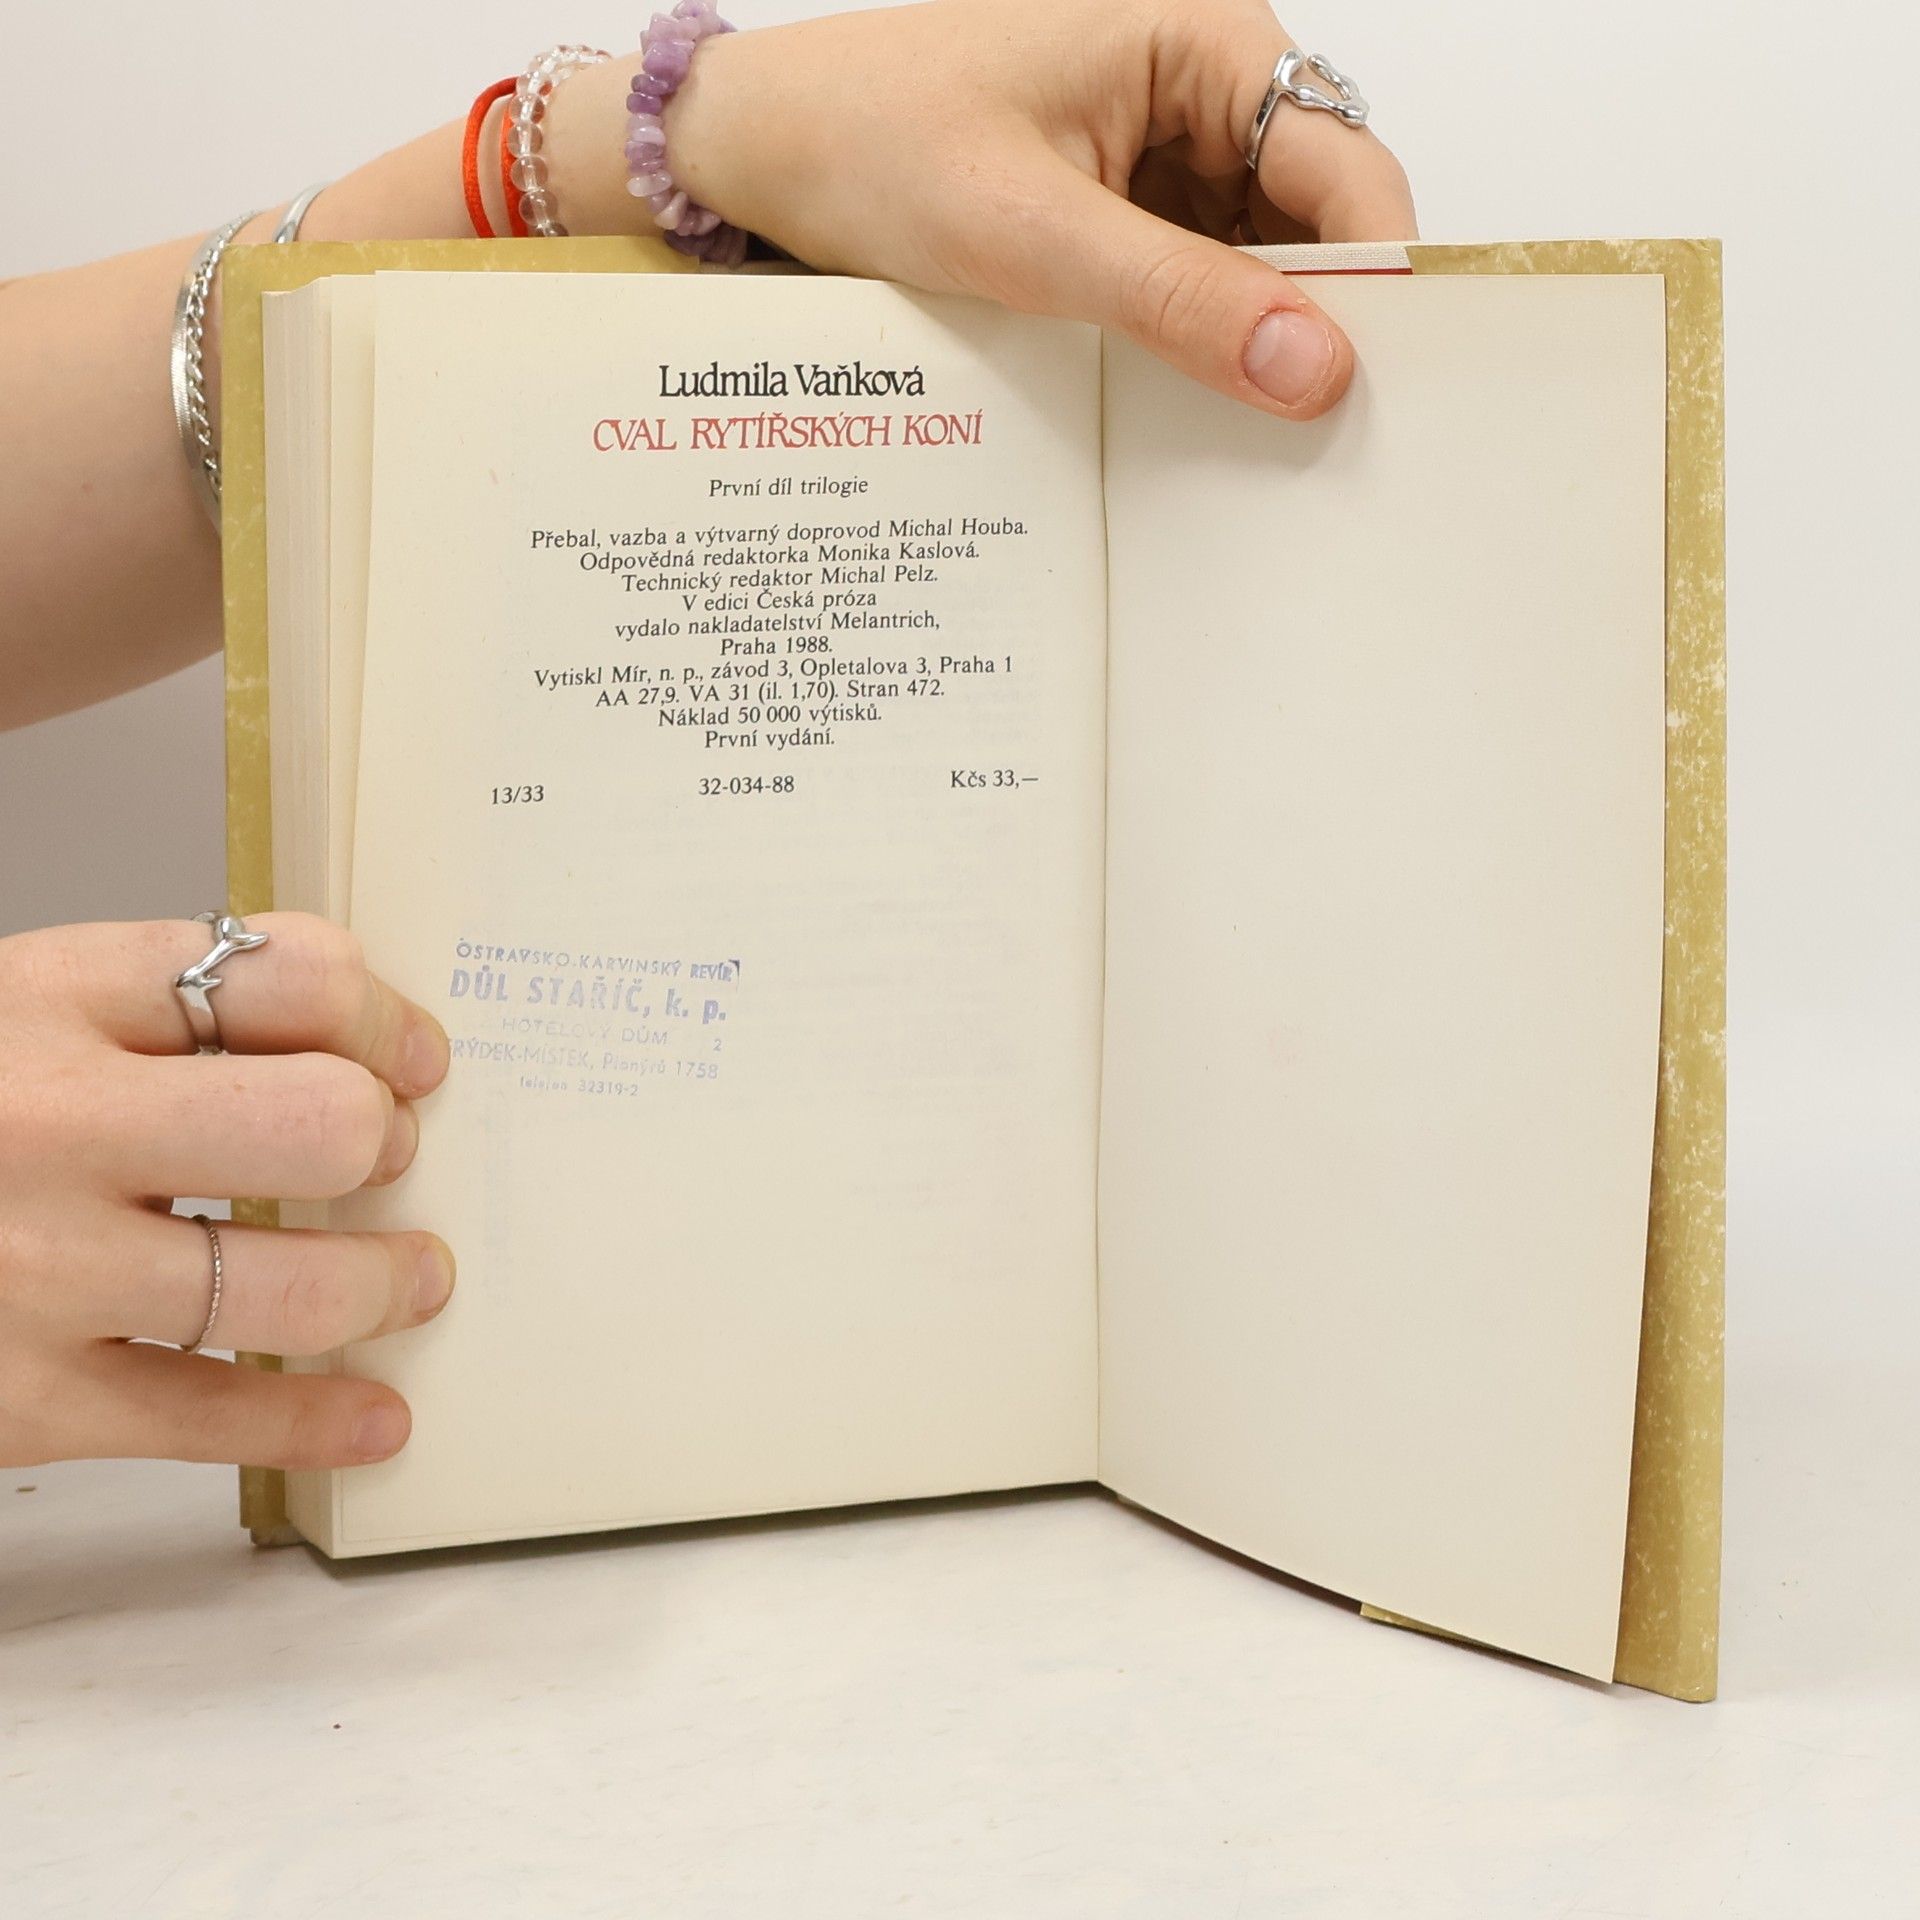 Ludmila Vaňková
CVAL RYTÍŘSKÝCH KONÍ
První díl trilogie
Přebal, vazba a výtvarný doprovod Michal Houba.
Odpovědná redaktorka Monika Kaslová.
Technický redaktor Michal Pelz.
V edici Česká próza
vydalo nakladatelství Melantrich,
Praha 1988.
Vytiskl Mír, n. p., závod 3, Opletalova 3, Praha 1
AA 27,9. VA 31 (il. 1,70). Stran 472.
Náklad 50 000 výtisků.
První vydání.
13/33 32-034-88 Kčs 33,—
OSTRAVSKO-KARVINSKÝ REVÍR
DŮL STAŘÍČ, k. p.
HOTELOVÝ DŮM 2
FRÝDEK-MÍSTEK, Pionýrů 1758
telefon 32319-2